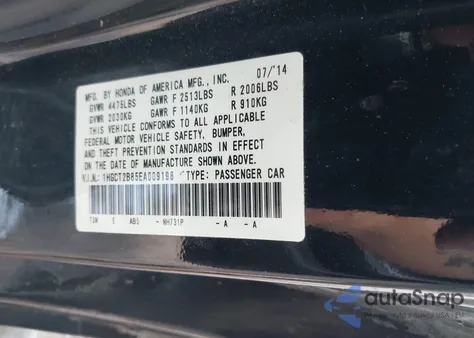 MFD. BY HONDA OF AMERICA MFG., INC. 07/'14
GVWR 4475LBS GAWR F 2513LBS R 2006LBS
GVWR 2030KG GAWR F 1140KG R 910KG
THIS VEHICLE CONFORMS TO ALL APPLICABLE
FEDERAL MOTOR VEHICLE SAFETY, BUMPER,
AND THEFT PREVENTION STANDARDS IN EFFECT
ON THE DATE OF MANUFACTURE SHOWN ABOVE.
V.I.N.: 1HGCT2B85EA009188 TYPE: PASSENGER CAR
E AB5 - NH731P - A - A
autoSnap